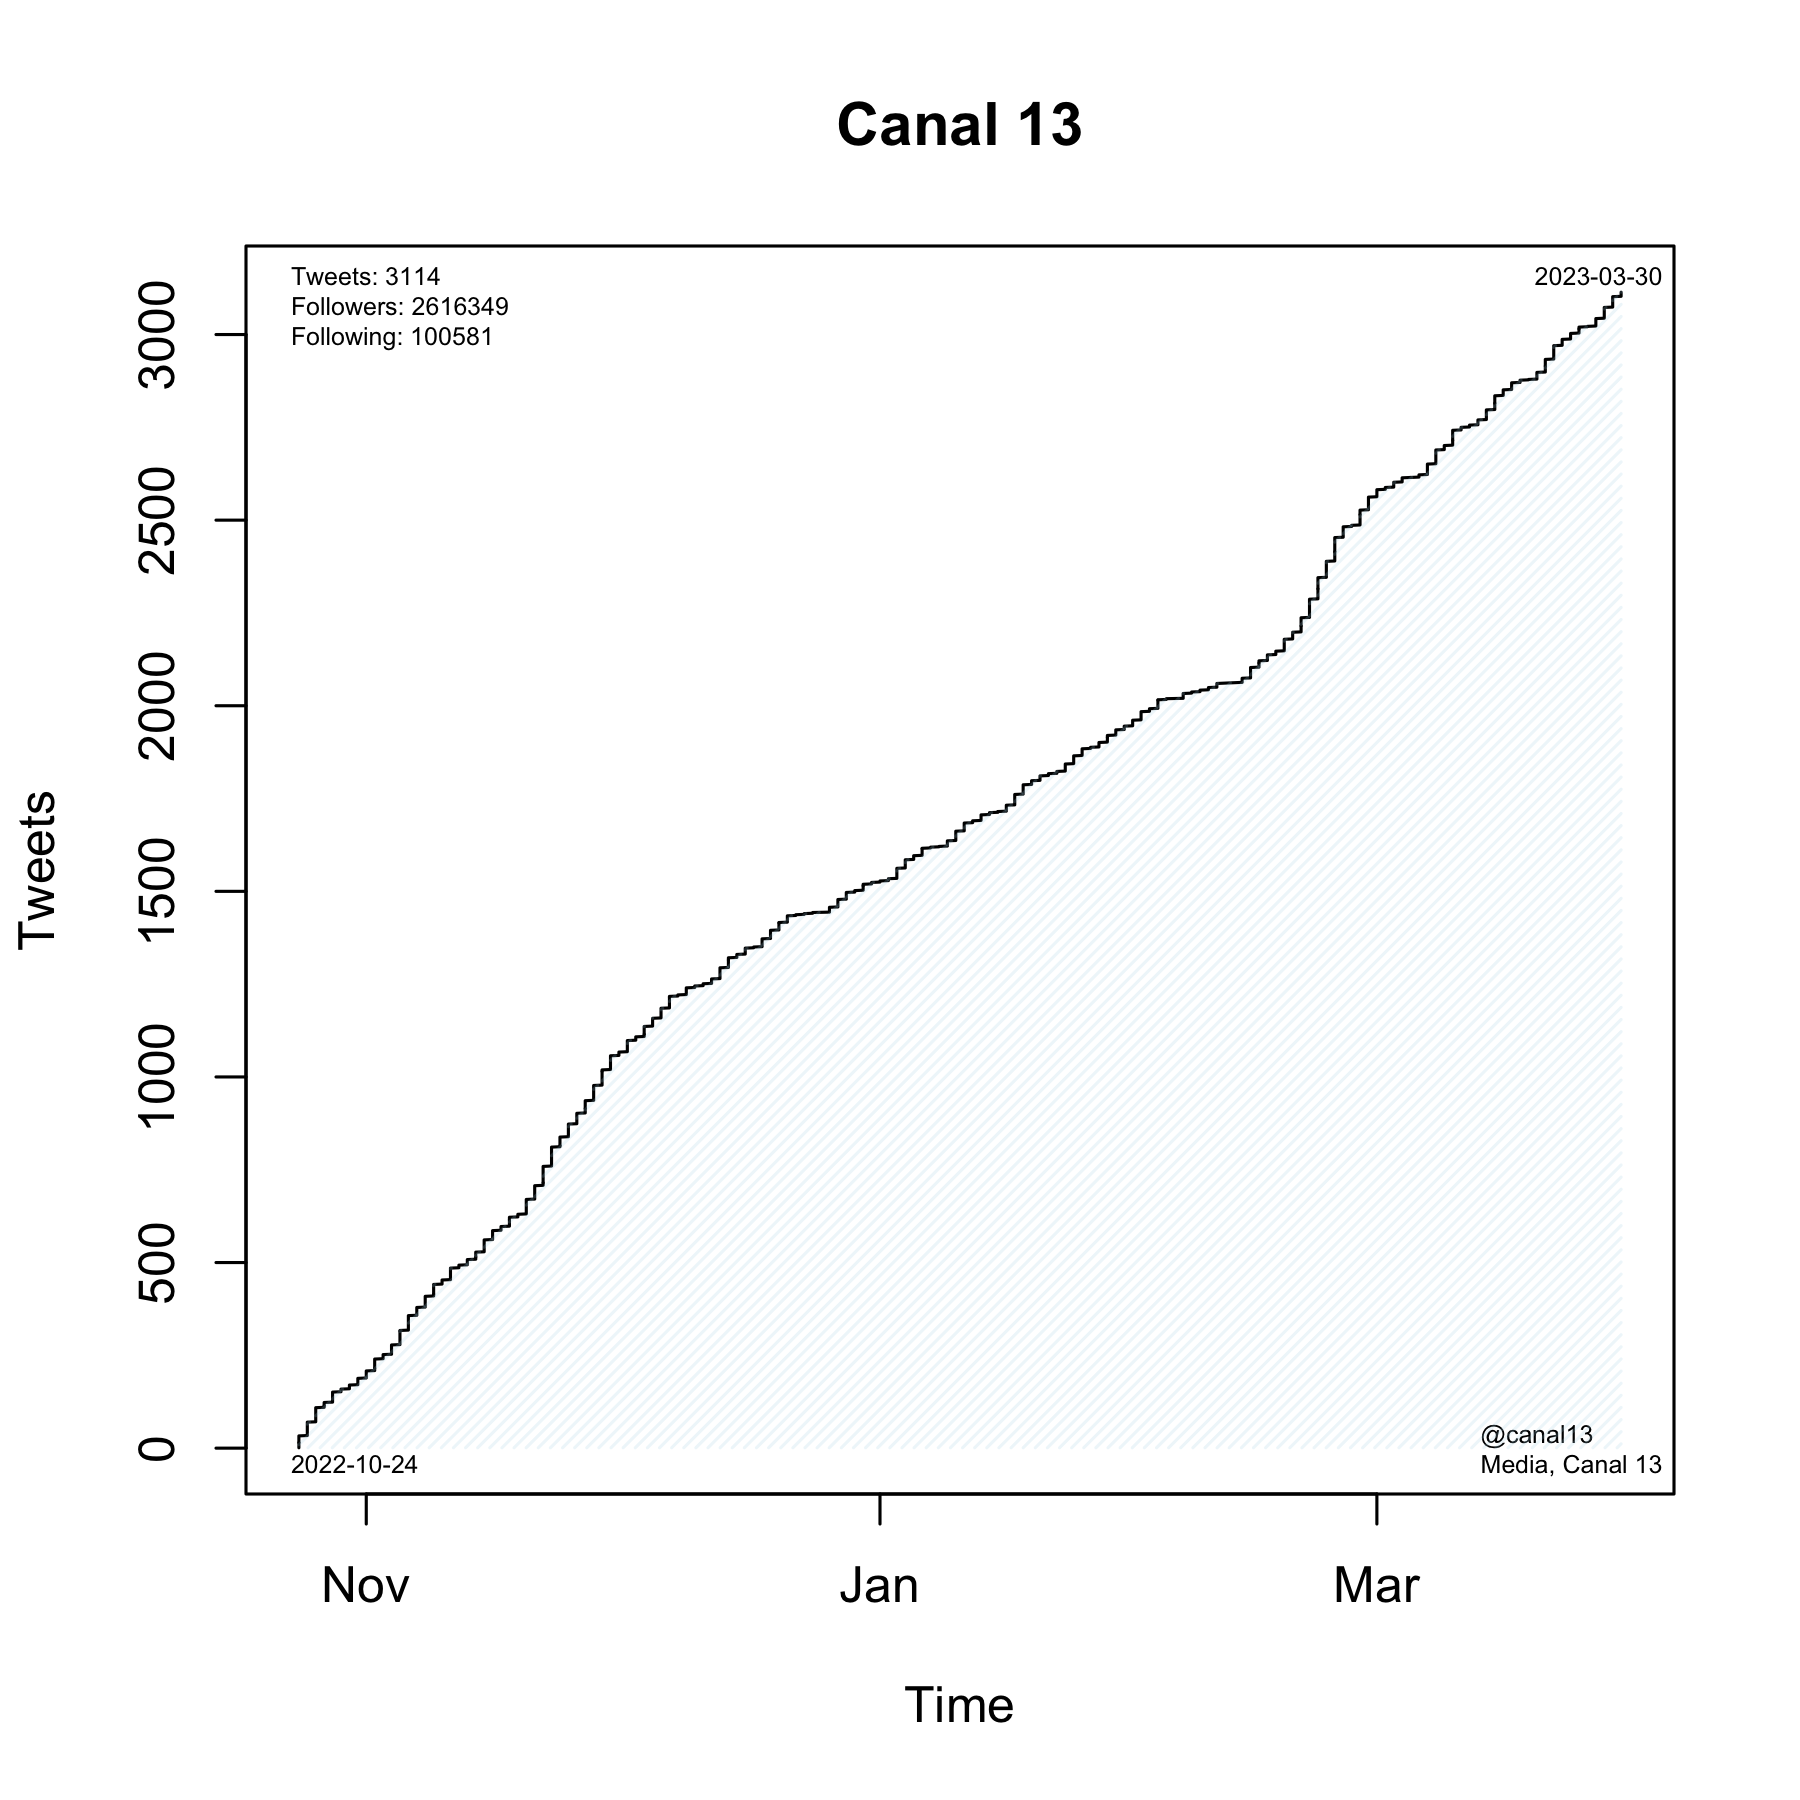 Canal 13
Tweets: 3114
Followers: 2616349
Following: 100581
2023-03-30
3000
2500
2000
1500
1000
500
0
Tweets
@canal13
Media, Canal 13
2022-10-24
Nov
Jan
Mar
Time